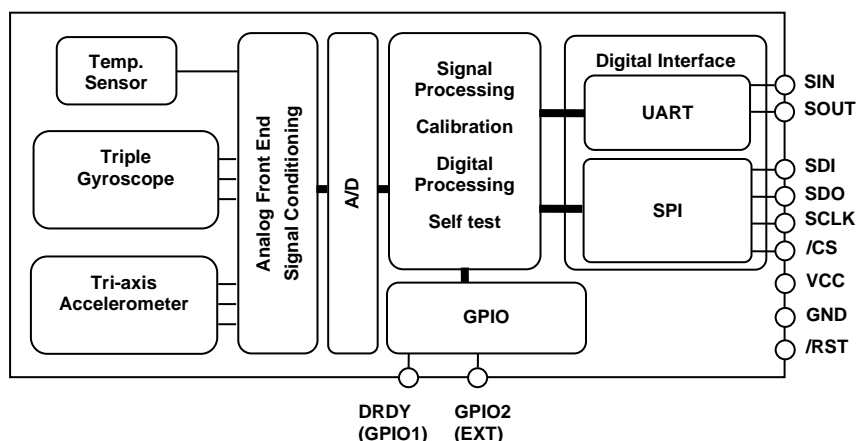 Temp.
Sensor
Triple
Gyroscope
Tri-axis
Accelerometer
Analog Front End
Signal Conditioning
A/D
Signal
Processing
Calibration
Digital
Processing
Self test
GPIO
Digital Interface
UART
SPI
SIN
SOUT
SDI
SDO
SCLK
/CS
VCC
GND
/RST
DRDY
(GPIO1)
GPIO2
(EXT)